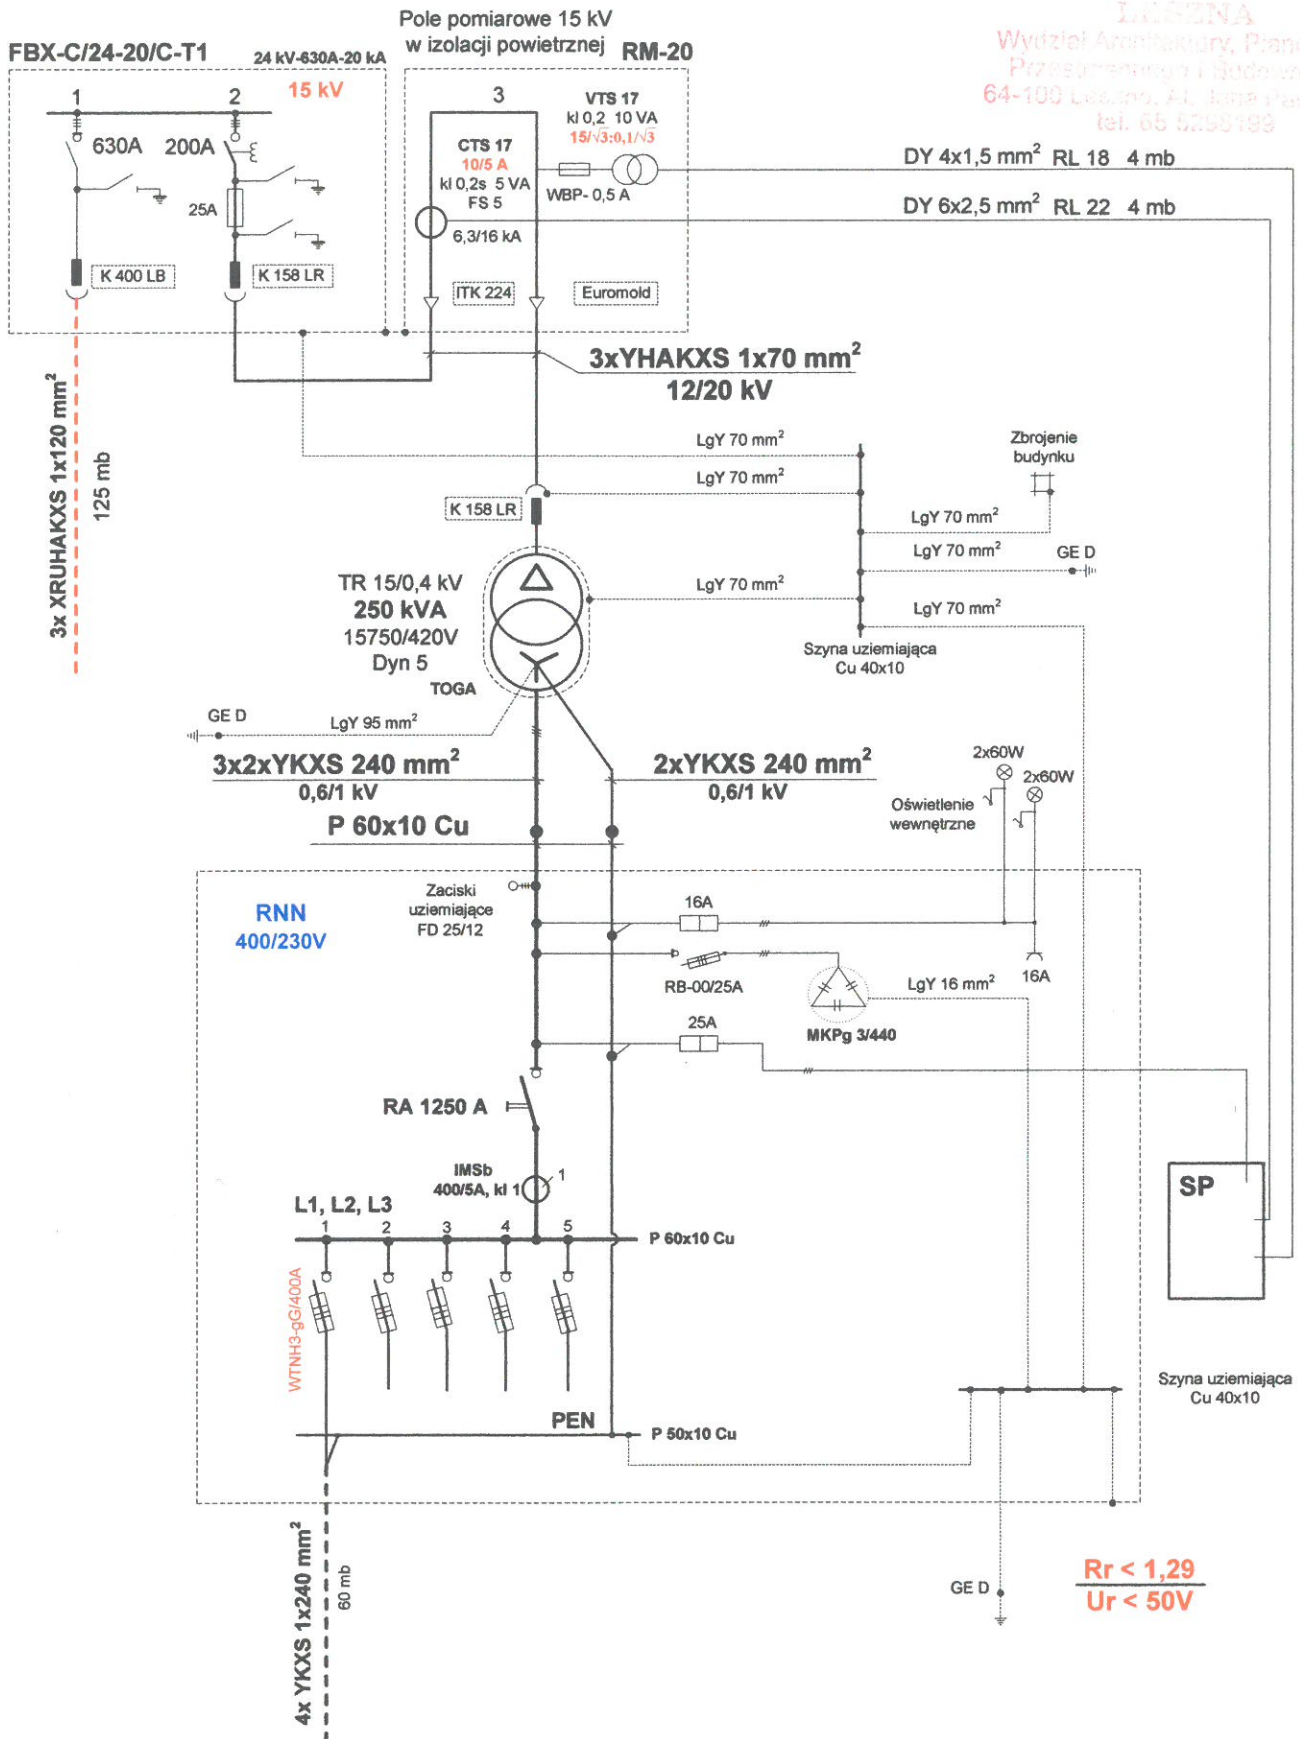 Pole pomiarowe 15 kV
w izolacji powietrznej
RM-20
FBX-C/24-20/C-T1
24 kV-630A-20 kA
15 kV
LESZNA
64-100 Leszno, Al. Jana
tel. 65 5295199
1
2
3
630A
200A
25A
K 400 LB
K 158 LR
VTS 17
kl 0,2 10 VA
15/√3:0,1/√3
CTS 17
10/5 A
kl 0,2s 5 VA
FS 5
6,3/16 kA
WBP- 0,5 A
ITK 224
Euromold
DY 4x1,5 mm² RL 18 4 mb
DY 6x2,5 mm² RL 22 4 mb
3xYHAKXS 1x70 mm²
12/20 kV
3x XRUHAKXS 1x120 mm²
125 mb
LgY 70 mm²
LgY 70 mm²
Zbrojenie
budynku
K 158 LR
LgY 70 mm²
LgY 70 mm²
GE D
LgY 70 mm²
LgY 70 mm²
Szyna uziemiająca
Cu 40x10
TR 15/0,4 kV
250 kVA
15750/420V
Dyn 5
TOGA
GE D
LgY 95 mm²
3x2xYKXS 240 mm²
0,6/1 kV
2xYKXS 240 mm²
0,6/1 kV
P 60x10 Cu
2x60W
2x60W
Oświetlenie
wewnętrzne
RNN
400/230V
Zaciski
uziemiające
FD 25/12
16A
16A
RB-00/25A
LgY 16 mm²
MKPg 3/440
25A
RA 1250 A
IMSb
400/5A, kl 1
1
SP
L1, L2, L3
1
2
3
4
5
P 60x10 Cu
WTNH3-gG/400A
Szyna uziemiająca
Cu 40x10
PEN
P 50x10 Cu
4x YKXS 1x240 mm²
60 mb
GE D
Rr < 1,29
Ur < 50V